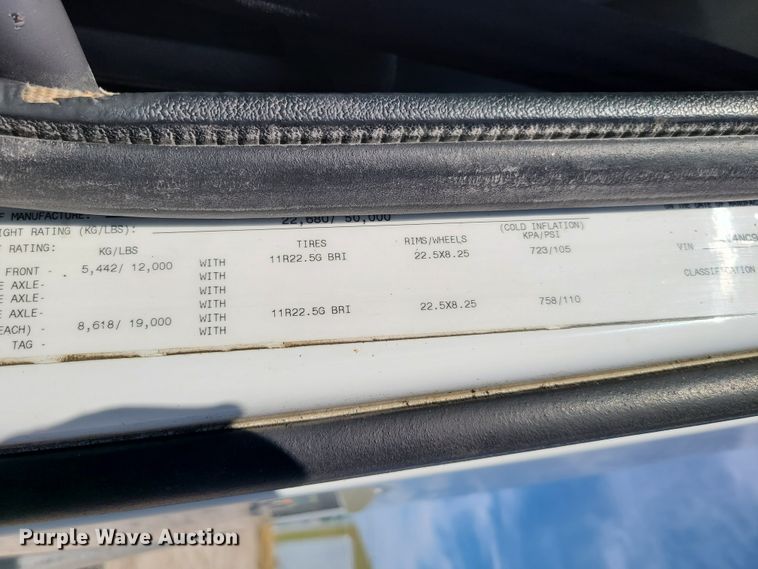 F MANUFACTURE:
GHT RATING (KG/LBS): 22,680/ 50,000
RATING: KG/LBS TIRES RIMS/WHEELS (COLD INFLATION) KPA/PSI
FRONT - 5,442/ 12,000 WITH 11R22.5G BRI 22.5X8.25 723/105 VIN 4NC9
E AXLE- WITH CLASSIFICATION
E AXLE- WITH
E AXLE- WITH 11R22.5G BRI 22.5X8.25 758/110
EACH) - 8,618/ 19,000 WITH
TAG - WITH
Purple Wave Auction